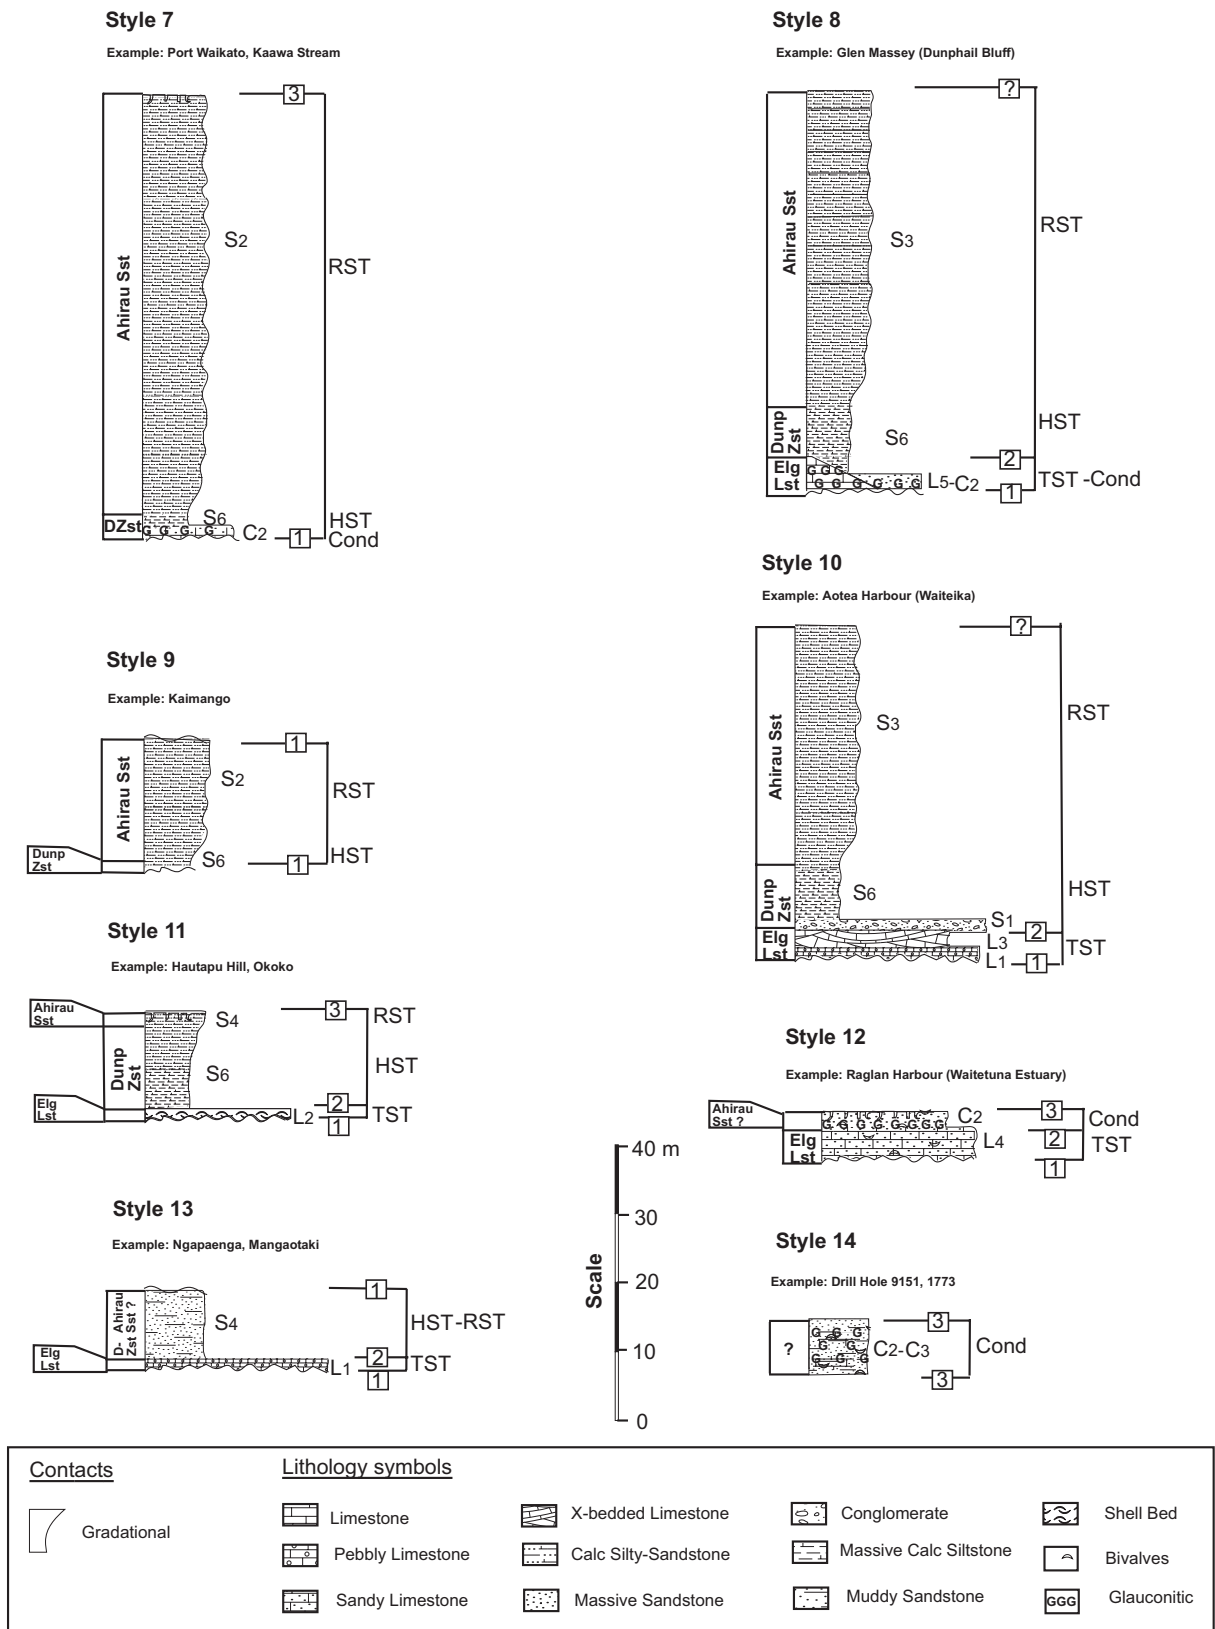 Style 7
Example: Port Waikato, Kaawa Stream
3
Ahirau Sst
S2
RST
DZst
S6
G G G G
C2
1
HST
Cond
Style 8
Example: Glen Massey (Dunphail Bluff)
?
Ahirau Sst
S3
RST
Dunp Zst
S6
HST
Elg
Lst
GGG
G G G G G G
L5-C2
2
1
TST -Cond
Style 9
Example: Kaimango
1
Ahirau Sst
S2
RST
Dunp
Zst
S6
1
HST
Style 10
Example: Aotea Harbour (Waiteika)
?
Ahirau Sst
S3
RST
Dunp
Zst
S6
HST
S1
Elg
Lst
L3
L1
2
1
TST
Style 11
Example: Hautapu Hill, Okoko
Ahirau
Sst
S4
3
RST
Dunp
Zst
S6
HST
Elg
Lst
L2
2
1
TST
Style 12
Example: Raglan Harbour (Waitetuna Estuary)
Ahirau
Sst ?
G G G G G G G G
C2
3
Cond
Elg
Lst
L4
2
1
TST
Style 13
Example: Ngapaenga, Mangaotaki
1
D- Ahirau
Zst Sst ?
S4
HST -RST
Elg
Lst
L1
2
1
TST
Scale
40 m
30
20
10
0
Style 14
Example: Drill Hole 9151, 1773
?
G G G
G G
G G G
C2-C3
3
3
Cond
Contacts
Gradational
Lithology symbols
Limestone
X-bedded Limestone
Conglomerate
Shell Bed
Pebbly Limestone
Calc Silty-Sandstone
Massive Calc Siltstone
Bivalves
Sandy Limestone
Massive Sandstone
Muddy Sandstone
GGG
Glauconitic